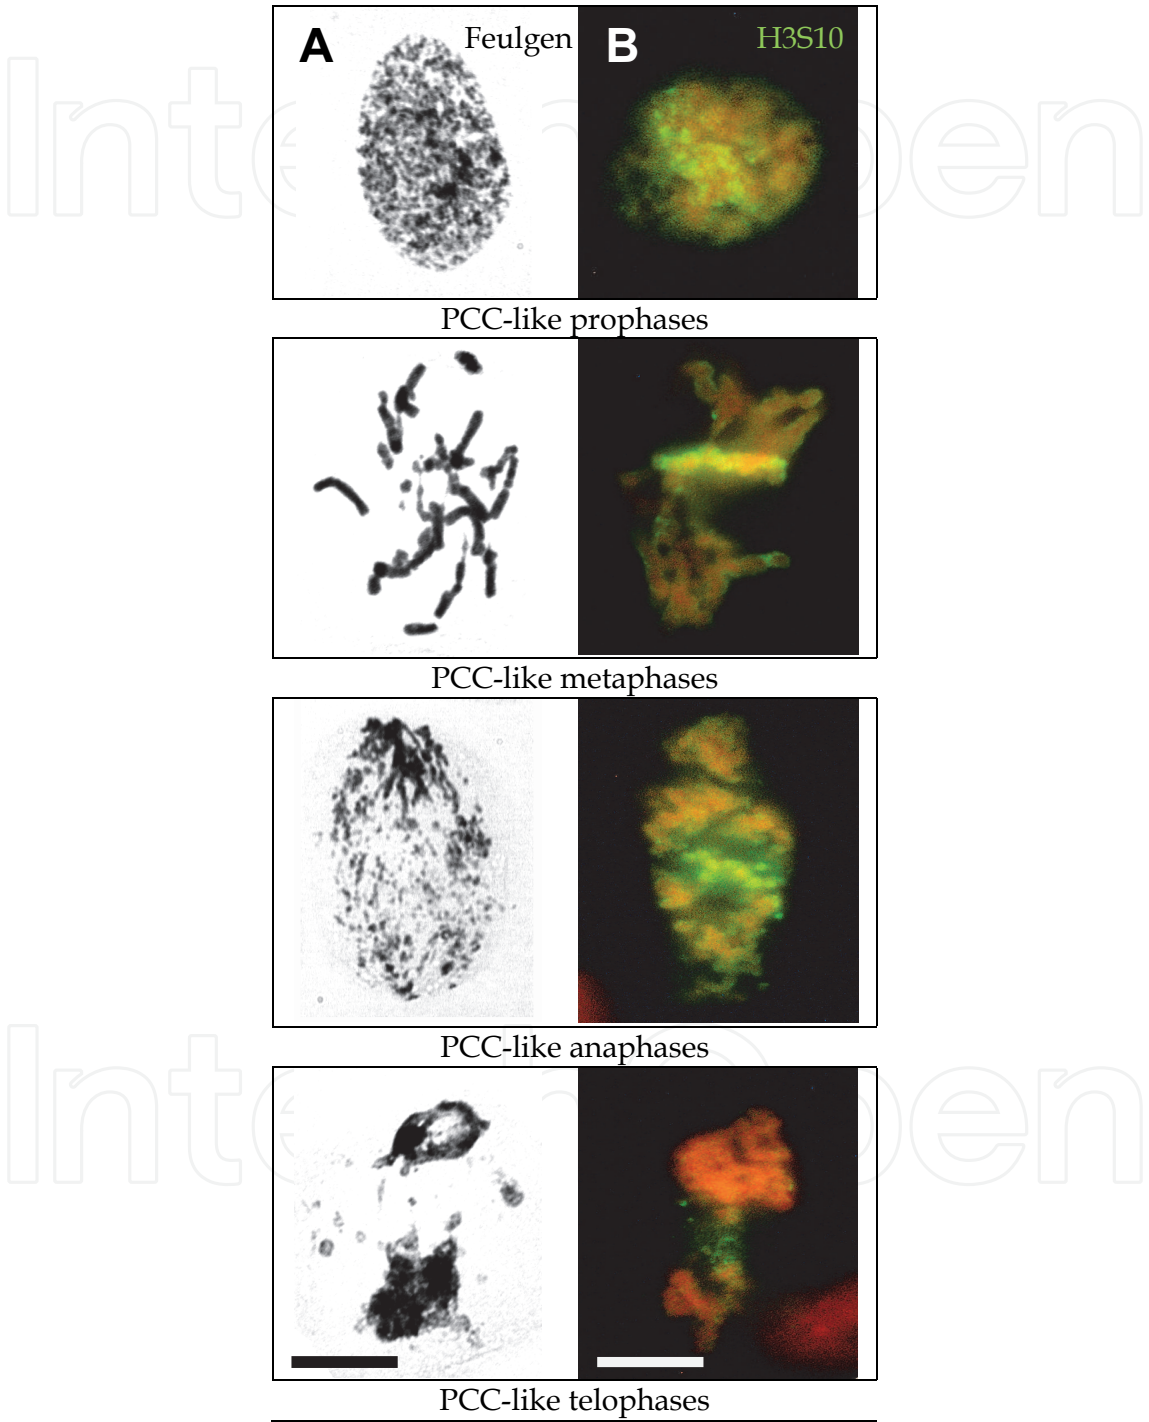 A Feulgen B H3S10
PCC-like prophases
PCC-like metaphases
PCC-like anaphases
PCC-like telophases